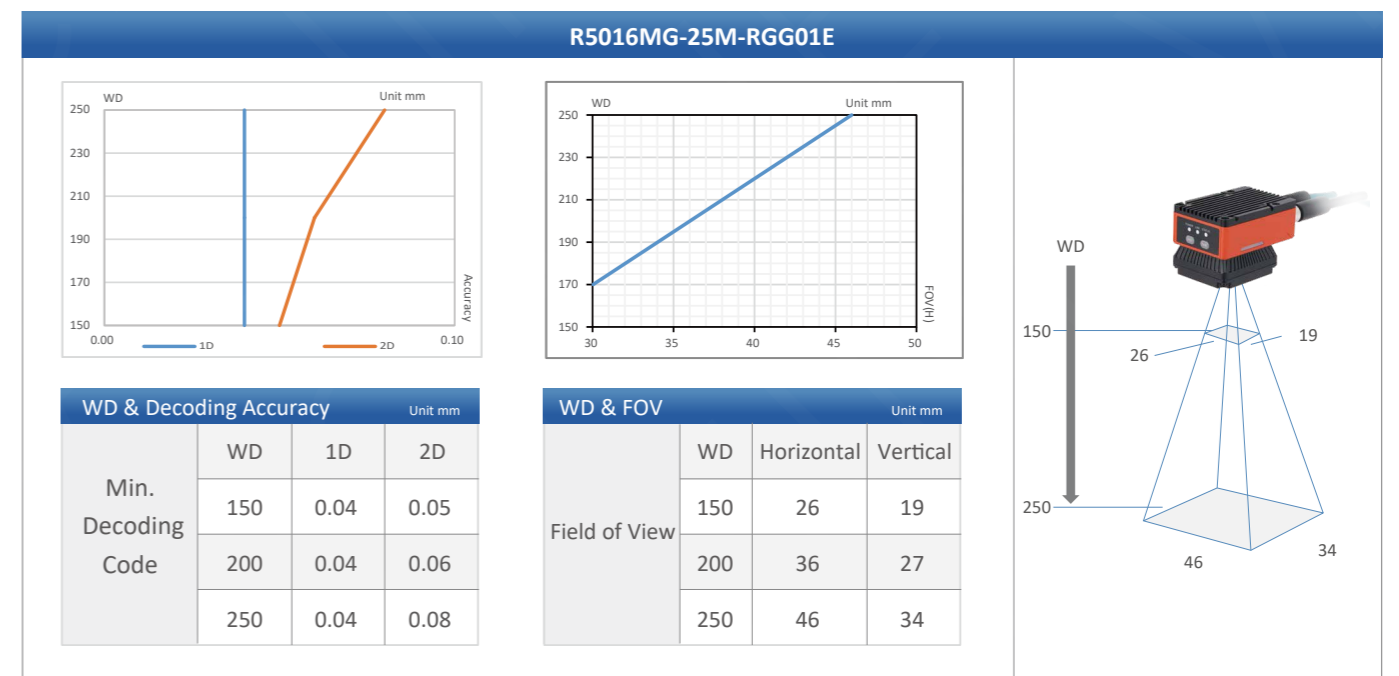 R5016MG-25M-RGG01E
WD
Unit mm
250
230
210
190
170
150
0.00
0.10
1D
2D
Accuracy
WD
Unit mm
250
230
210
190
170
150
30
35
40
45
50
FOV(H)
WD & Decoding Accuracy Unit mm
Min.
Decoding
Code
WD 1D 2D
150 0.04 0.05
200 0.04 0.06
250 0.04 0.08
WD & FOV Unit mm
Field of View
WD Horizontal Vertical
150 26 19
200 36 27
250 46 34
WD
150
26
19
250
46
34